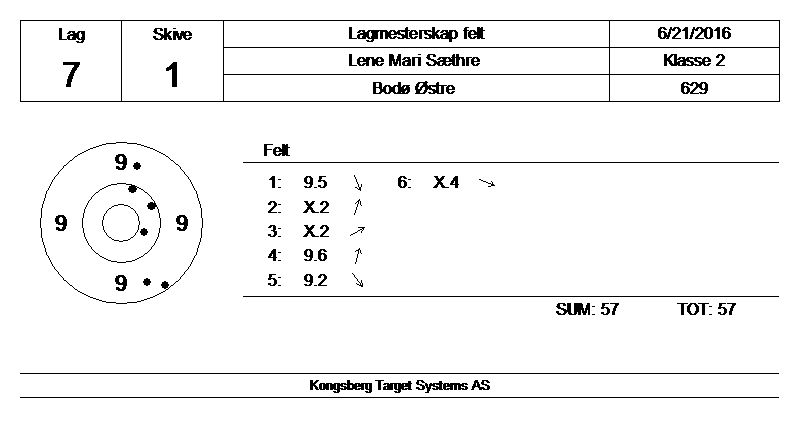 Lag Skive Lagmesterskap felt 6/21/2016
7 1 Lene Mari Sæthre Klasse 2
Bodø Østre 629
Felt
9
9 9
9
1: 9.5 6: X.4
2: X.2
3: X.2
4: 9.6
5: 9.2
SUM: 57 TOT: 57
Kongsberg Target Systems AS